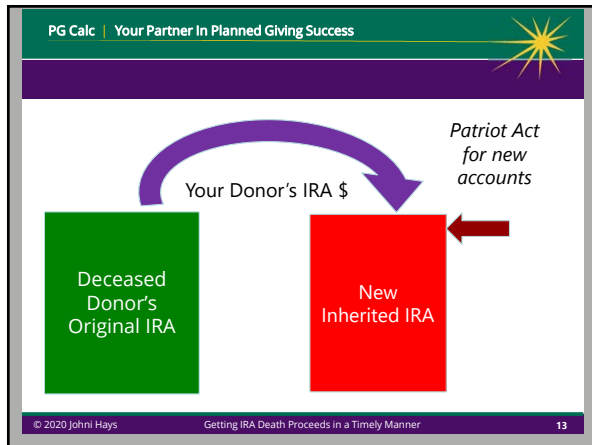 PG Calc | Your Partner In Planned Giving Success
Patriot Act
for new
accounts
Your Donor's IRA $
Deceased
Donor's
Original IRA
New
Inherited IRA
© 2020 Johni Hays
Getting IRA Death Proceeds in a Timely Manner
13